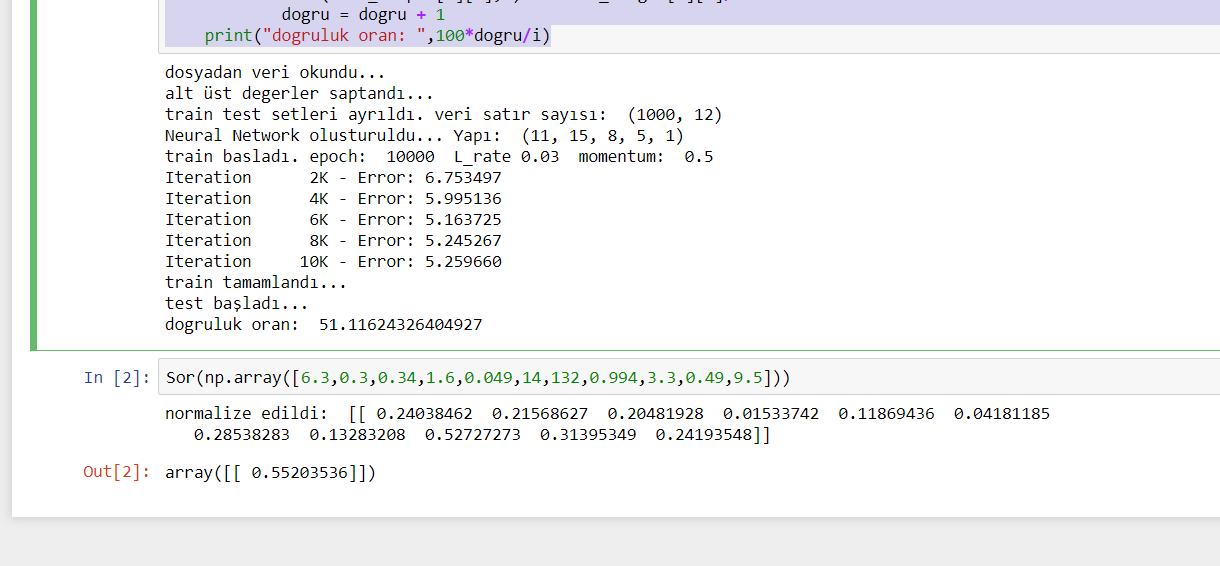 dogru = dogru + 1
print("dogruluk oran: ",100*dogru/i)
dosyadan veri okundu...
alt üst degerler saptandı...
train test setleri ayrıldı. veri satır sayısı:  (1000, 12)
Neural Network olusturuldu... Yapı:  (11, 15, 8, 5, 1)
train basladı. epoch:  10000  L_rate 0.03  momentum:  0.5
Iteration      2K - Error: 6.753497
Iteration      4K - Error: 5.995136
Iteration      6K - Error: 5.163725
Iteration      8K - Error: 5.245267
Iteration     10K - Error: 5.259660
train tamamlandı...
test başladı...
dogruluk oran:  51.11624326404927
In [2]: Sor(np.array([6.3,0.3,0.34,1.6,0.049,14,132,0.994,3.3,0.49,9.5]))
normalize edildi:  [[ 0.24038462  0.21568627  0.20481928  0.01533742  0.11869436  0.04181185
0.28538283  0.13283208  0.52727273  0.31395349  0.24193548]]
Out[2]: array([[ 0.55203536]])